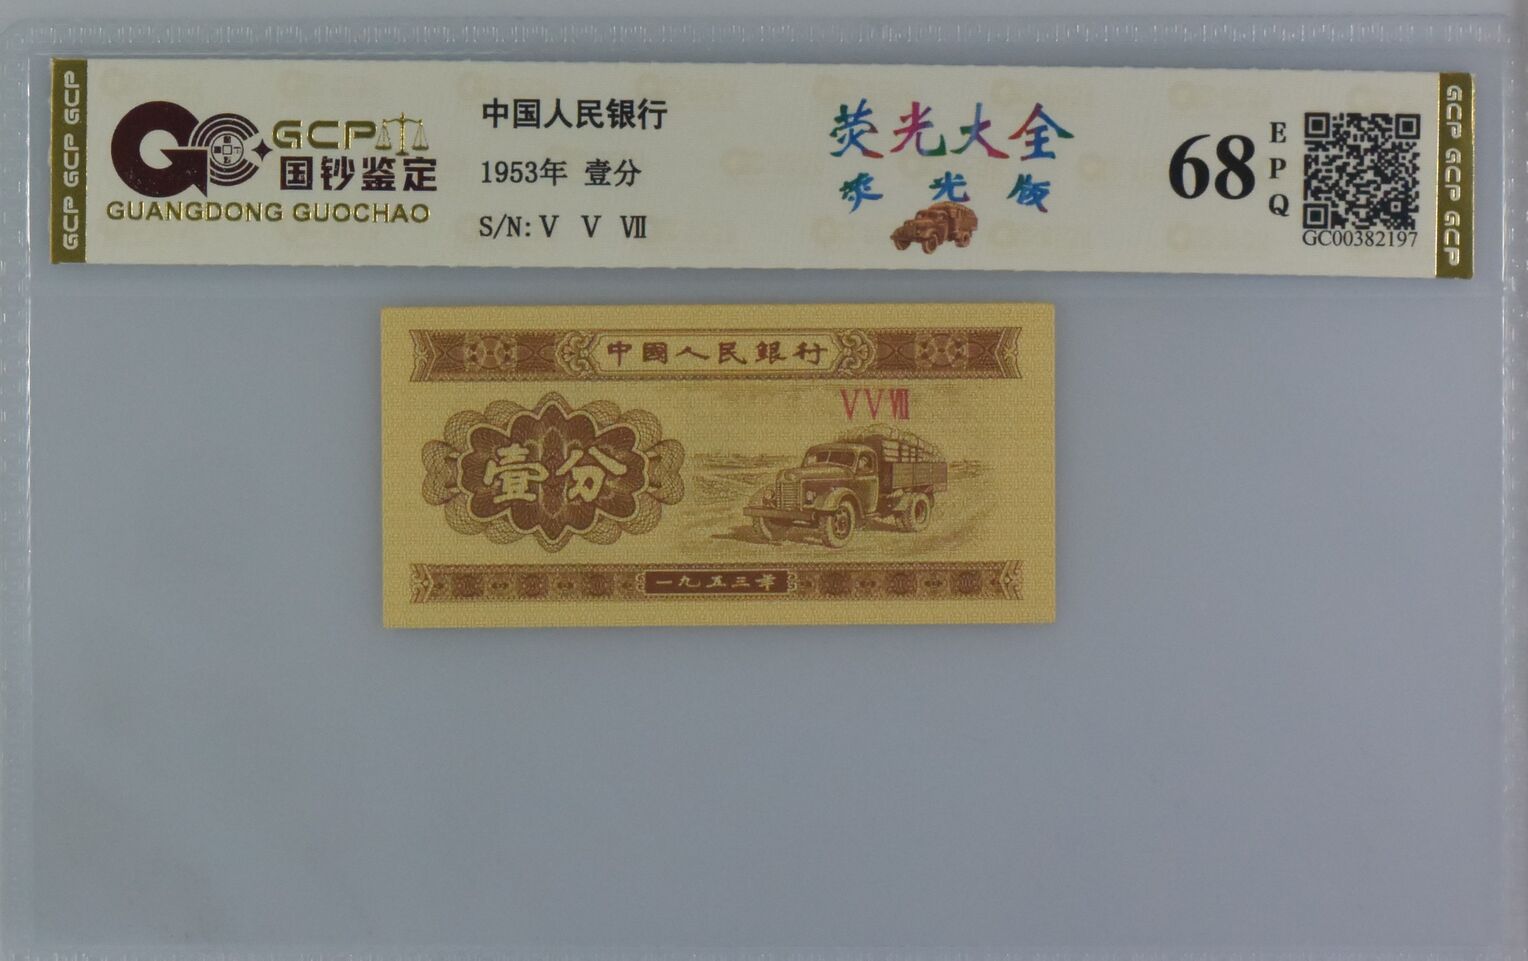 GCP GCP GCP
GCP
国钞鉴定
GUANGDONG GUOCHAO
中国人民银行
1953年 壹分
S/N: V V Ⅶ
荧光大全
荧光版
68
EPQ
GC00382197
GCP GCP GCP
中國人民銀行
VVⅦ
壹分
一九五三年